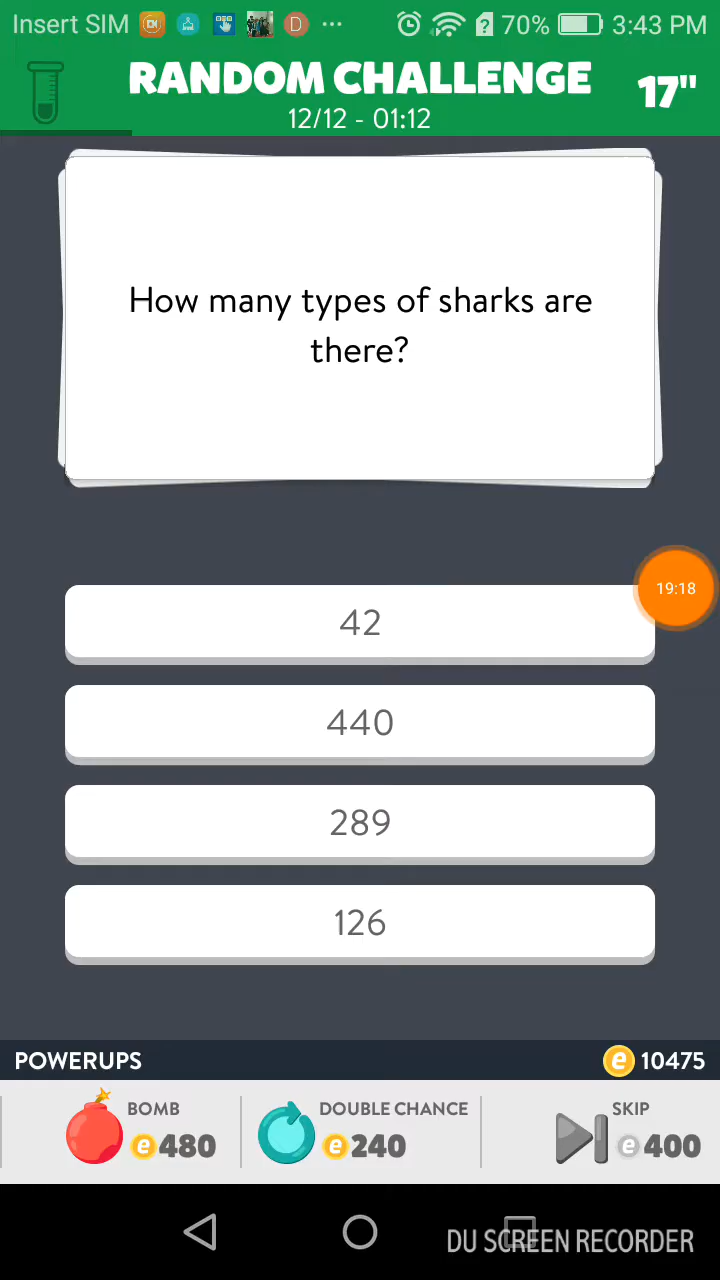 Insert SIM D ... ? 70% 3:43 PM
RANDOM CHALLENGE
17"
12/12 - 01:12
How many types of sharks are
there?
19:18
42
440
289
126
POWERUPS e 10475
BOMB
e 480
DOUBLE CHANCE
e 240
SKIP
e 400
DU SCREEN RECORDER